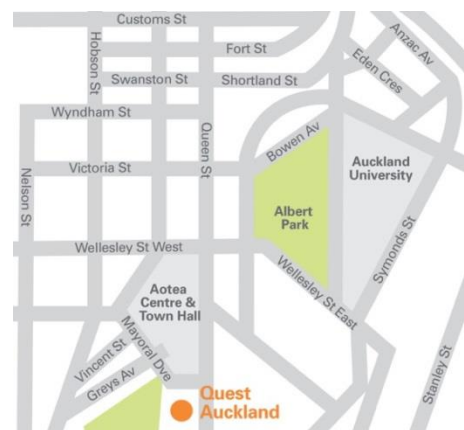 Customs St
Anzac Av
Hobson St
Fort St
Eden Cres
Swanston St
Shortland St
Wyndham St
Queen St
Bowen Av
Victoria St
Auckland
University
Nelson St
Albert
Park
Symonds St
Wellesley St West
Wellesley St East
Aotea
Centre &
Town Hall
Mayoral Dve
Vincent St
Greys Av
Stanley St
Quest
Auckland